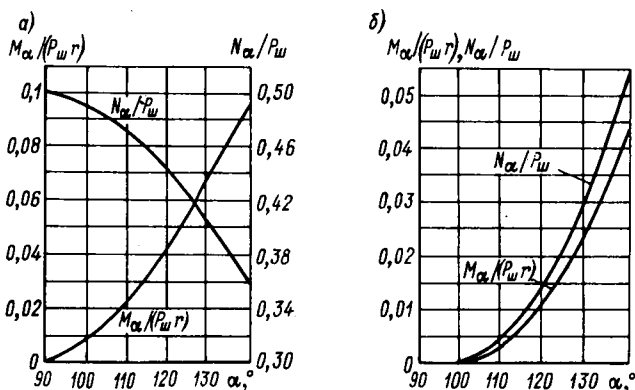 а)
M_α/(P_ш r)
N_α/P_ш
0,1
0,08
0,06
0,04
0,02
0
0,50
0,46
0,42
0,38
0,34
0,30
N_α/P_ш
M_α/(P_ш r)
90 100 110 120 130 α,°
б)
M_α/(P_ш r), N_α/P_ш
0,05
0,04
0,03
0,02
0,01
0
N_α/P_ш
M_α/(P_ш r)
90 100 110 120 130 α,°